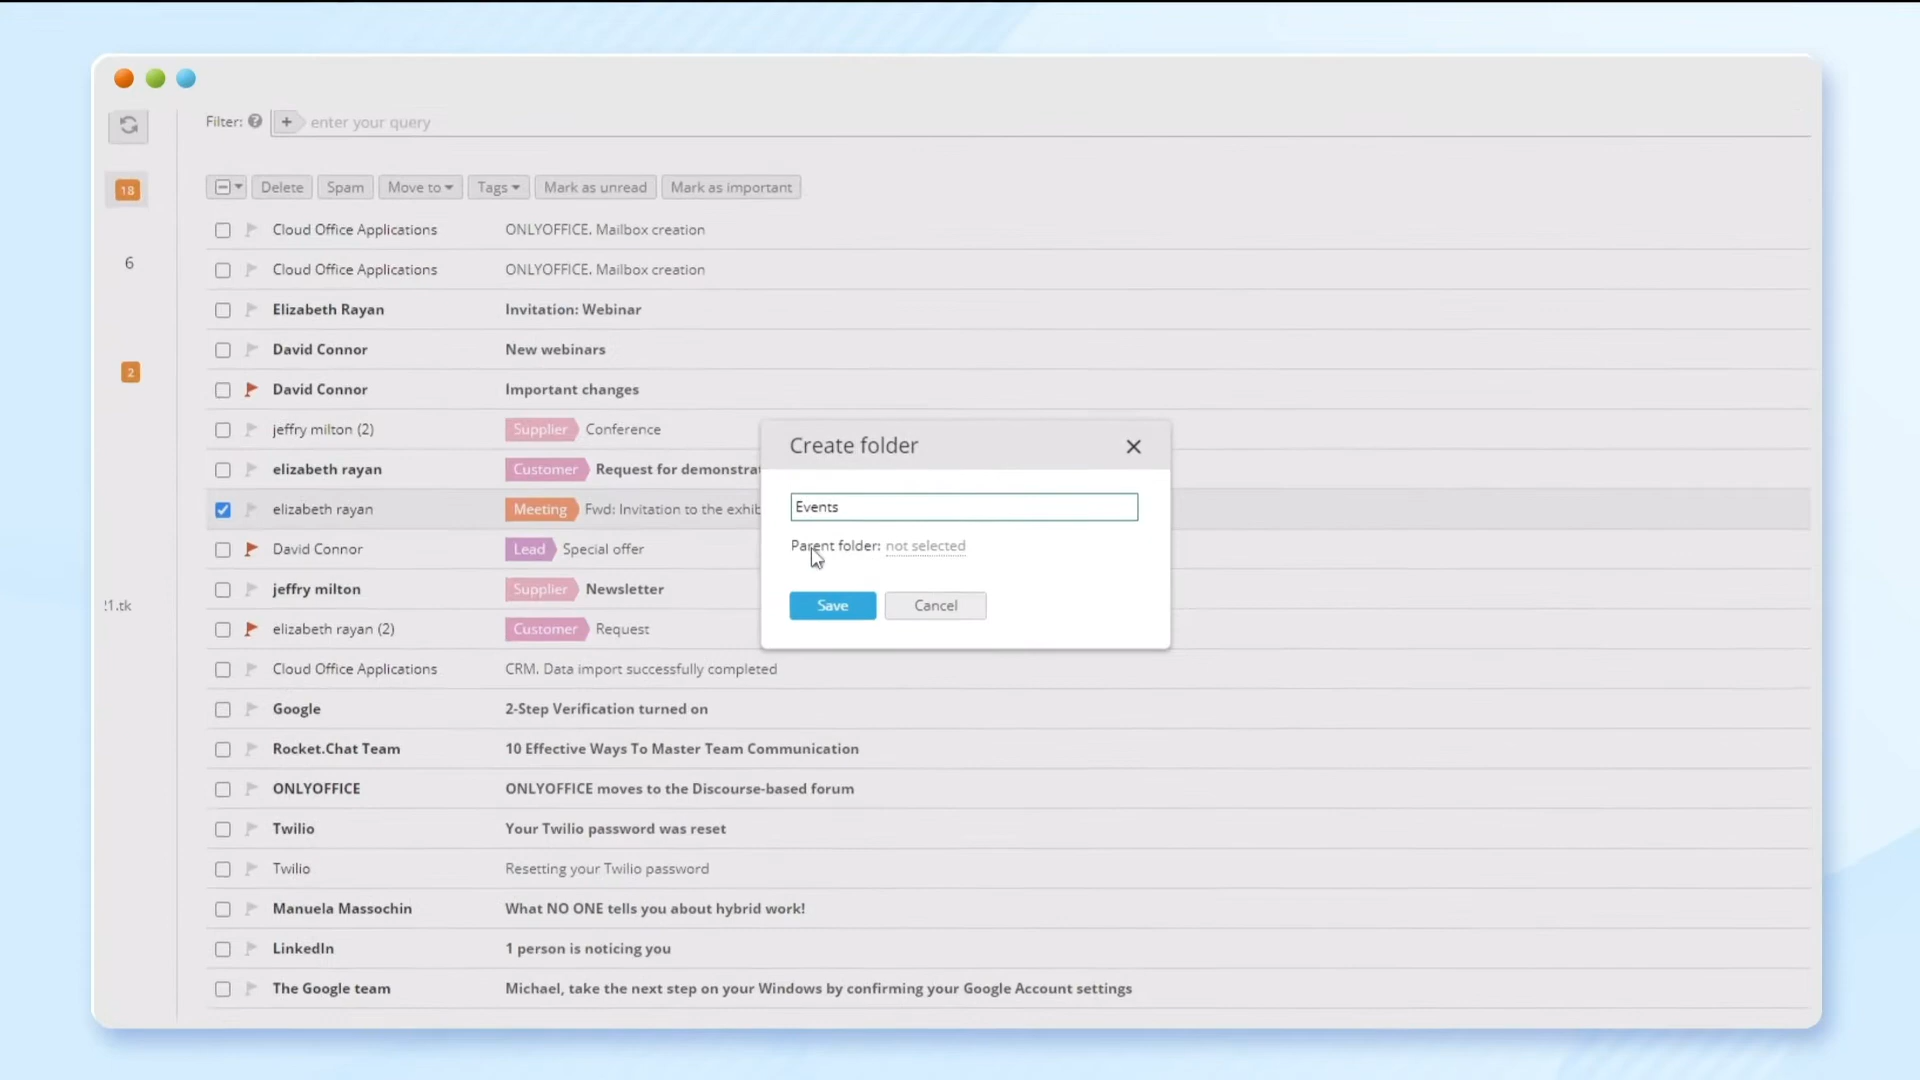 Filter: ? + enter your query
18
Delete Spam Move to Tags Mark as unread Mark as important
Cloud Office Applications ONLYOFFICE. Mailbox creation
6
Cloud Office Applications ONLYOFFICE. Mailbox creation
Elizabeth Rayan Invitation: Webinar
David Connor New webinars
2
David Connor Important changes
jeffry milton (2) Supplier Conference
elizabeth rayan Customer Request for demonstra
elizabeth rayan Meeting Fwd: Invitation to the exhib
David Connor Lead Special offer
jeffry milton Supplier Newsletter
21.tk
elizabeth rayan (2) Customer Request
Cloud Office Applications CRM. Data import successfully completed
Google 2-Step Verification turned on
Rocket.Chat Team 10 Effective Ways To Master Team Communication
ONLYOFFICE ONLYOFFICE moves to the Discourse-based forum
Twilio Your Twilio password was reset
Twilio Resetting your Twilio password
Manuela Massochin What NO ONE tells you about hybrid work!
LinkedIn 1 person is noticing you
The Google team Michael, take the next step on your Windows by confirming your Google Account settings
Create folder
Events
Parent folder: not selected
Save Cancel